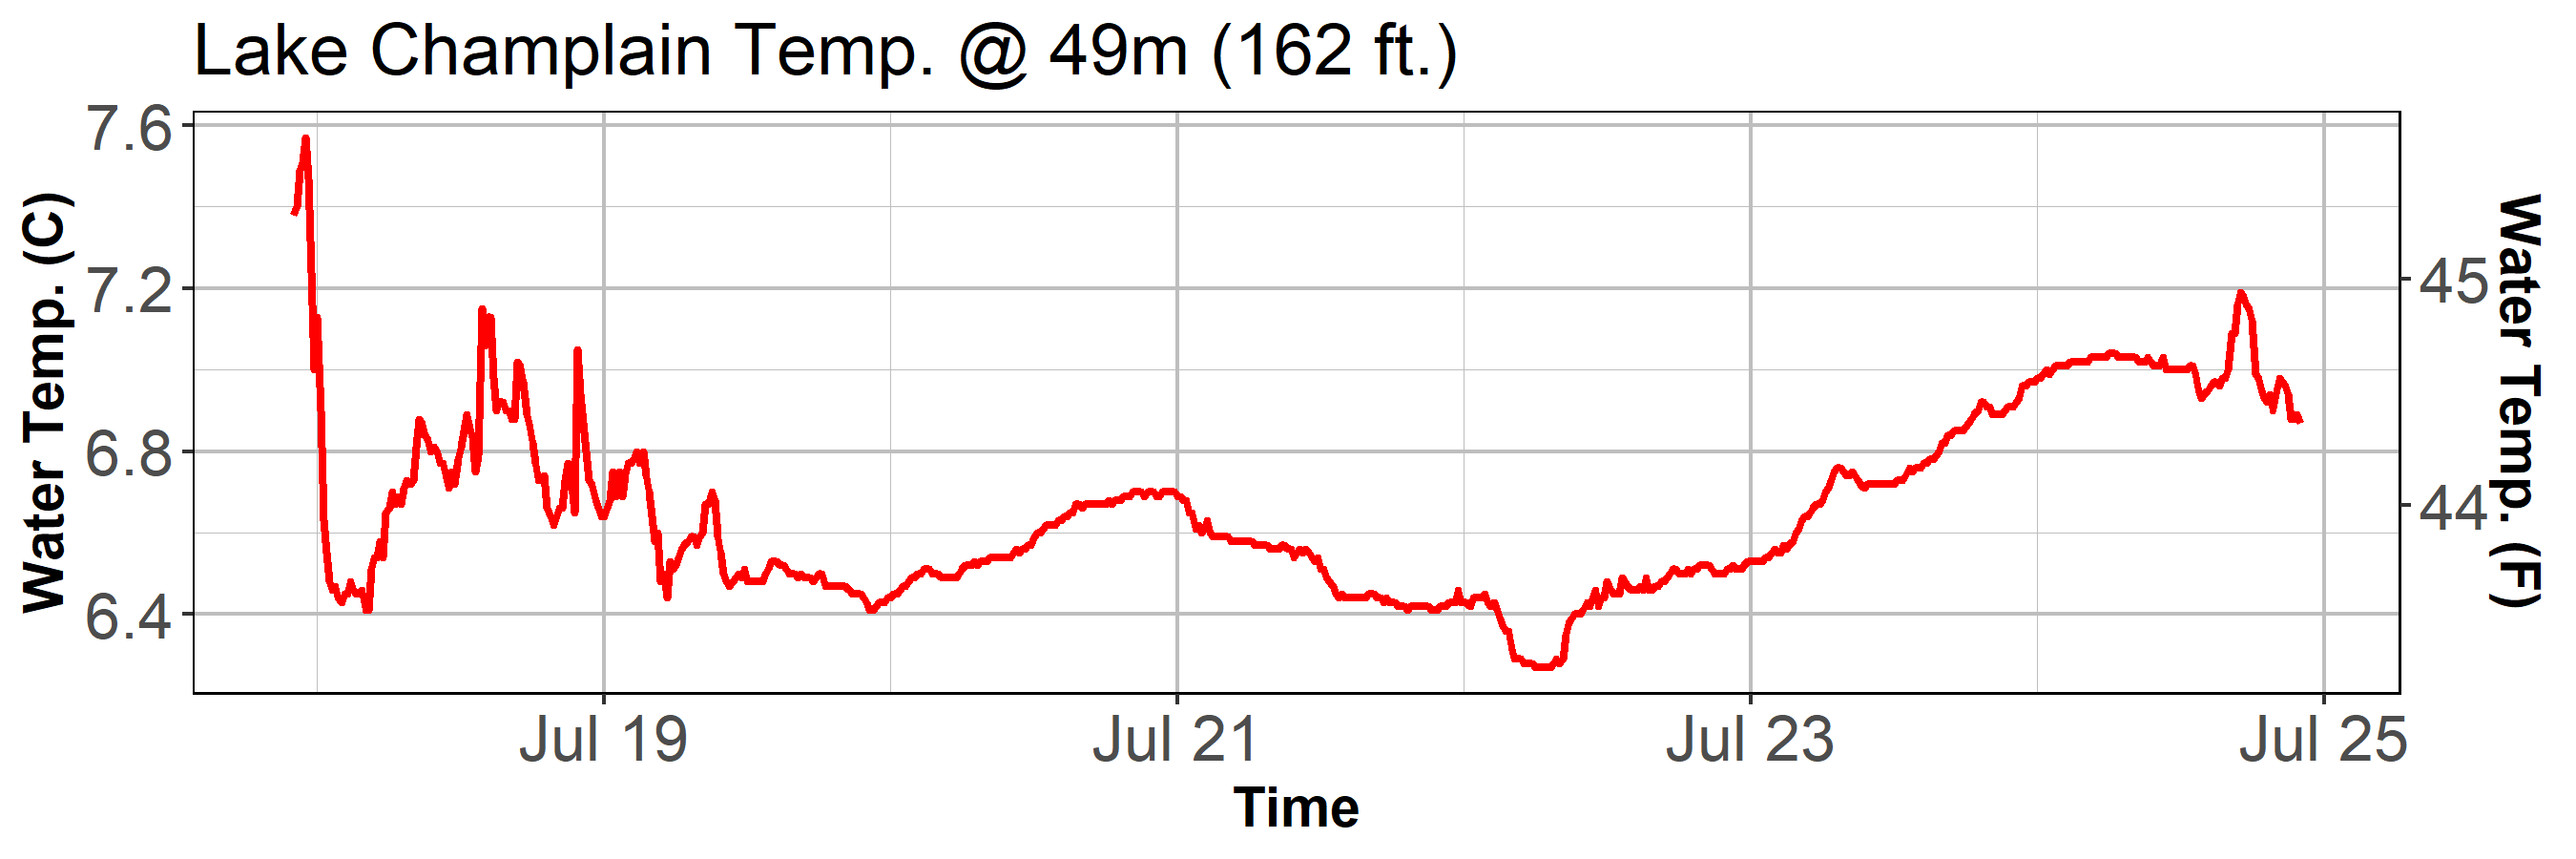 Lake Champlain Temp. @ 49m (162 ft.)
Water Temp. (C)
7.6
7.2
6.8
6.4
45
44
Water Temp. (F)
Jul 19 Jul 21 Jul 23 Jul 25
Time